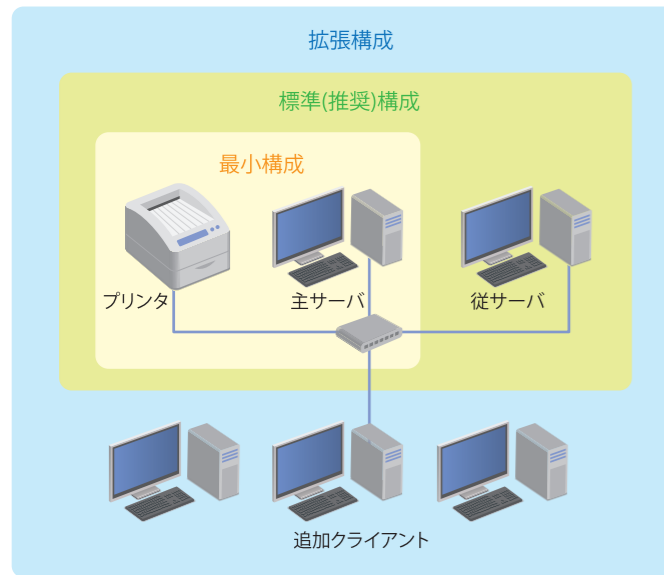 拡張構成
標準(推奨)構成
最小構成
プリンタ
主サーバ
従サーバ
追加クライアント